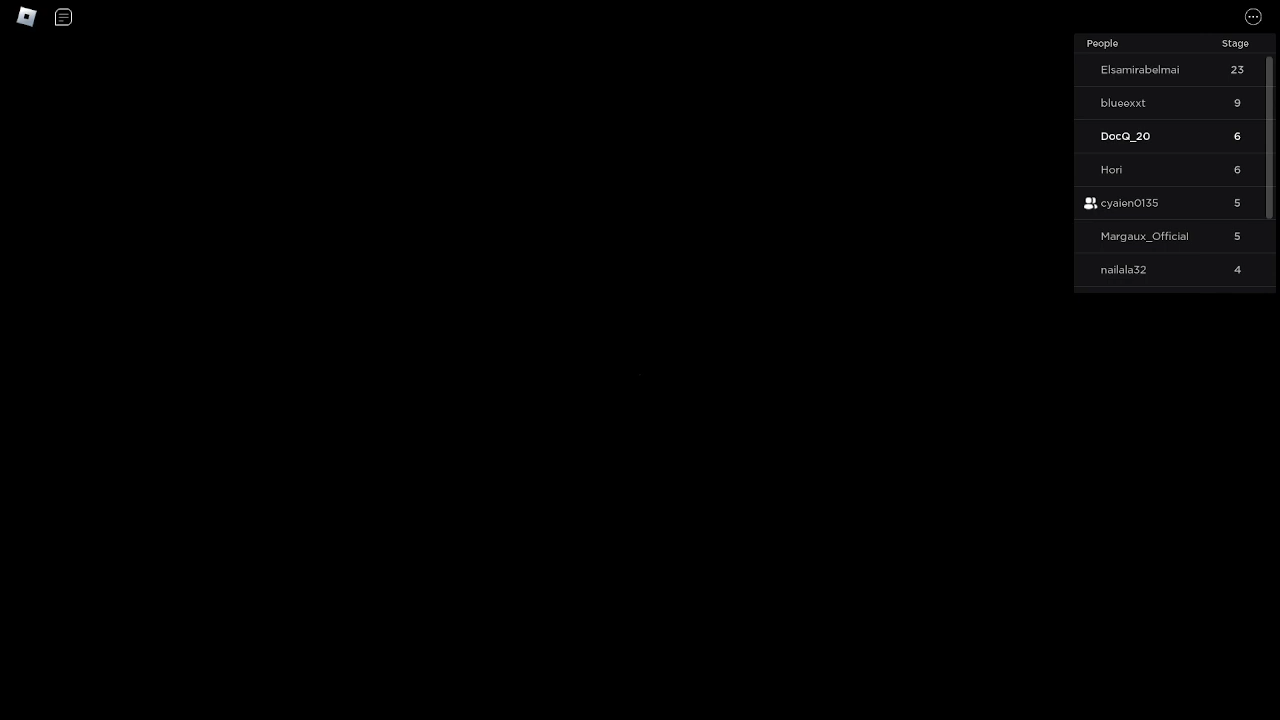 People Stage
Elsamirabelmai 23
blueexxt 9
DocQ_20 6
Hori 6
cyaien0135 5
Margaux_Official 5
nailala32 4